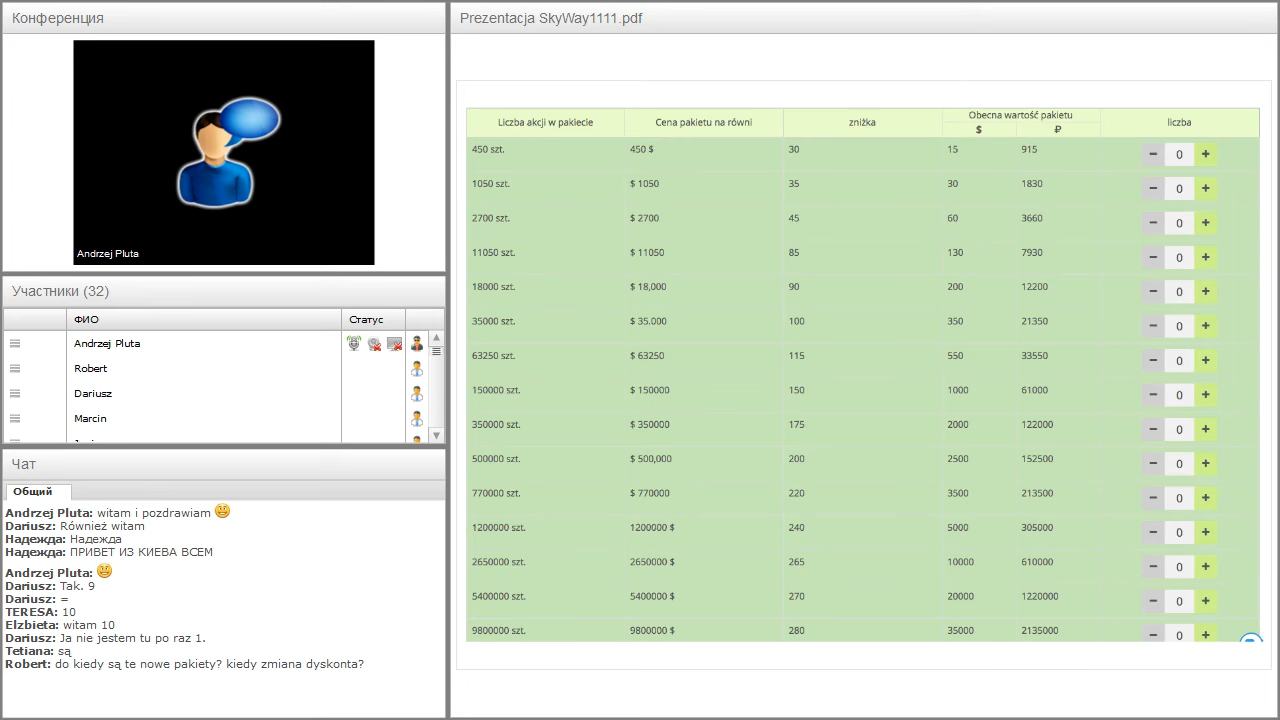 Конференция
Andrzej Pluta
Участники (32)
ФИО Статус
Andrzej Pluta
Robert
Dariusz
Marcin
Чат
Общий
Andrzej Pluta: witam i pozdrawiam
Dariusz: Również witam
Надежда: Надежда
Надежда: ПРИВЕТ ИЗ КИЕВА ВСЕМ
Andrzej Pluta:
Dariusz: Tak. 9
Dariusz: =
TERESA: 10
Elzbieta: witam 10
Dariusz: Ja nie jestem tu po raz 1.
Tetiana: są
Robert: do kiedy są te nowe pakiety? kiedy zmiana dyskonta?
Prezentacja SkyWay1111.pdf
Liczba akcji w pakiecie Cena pakietu na równi zniżka Obecna wartość pakietu liczba
$ ₽
450 szt. 450 $ 30 15 915 − 0 +
1050 szt. $ 1050 35 30 1830 − 0 +
2700 szt. $ 2700 45 60 3660 − 0 +
11050 szt. $ 11050 85 130 7930 − 0 +
18000 szt. $ 18,000 90 200 12200 − 0 +
35000 szt. $ 35.000 100 350 21350 − 0 +
63250 szt. $ 63250 115 550 33550 − 0 +
150000 szt. $ 150000 150 1000 61000 − 0 +
350000 szt. $ 350000 175 2000 122000 − 0 +
500000 szt. $ 500,000 200 2500 152500 − 0 +
770000 szt. $ 770000 220 3500 213500 − 0 +
1200000 szt. 1200000 $ 240 5000 305000 − 0 +
2650000 szt. 2650000 $ 265 10000 610000 − 0 +
5400000 szt. 5400000 $ 270 20000 1220000 − 0 +
9800000 szt. 9800000 $ 280 35000 2135000 − 0 +